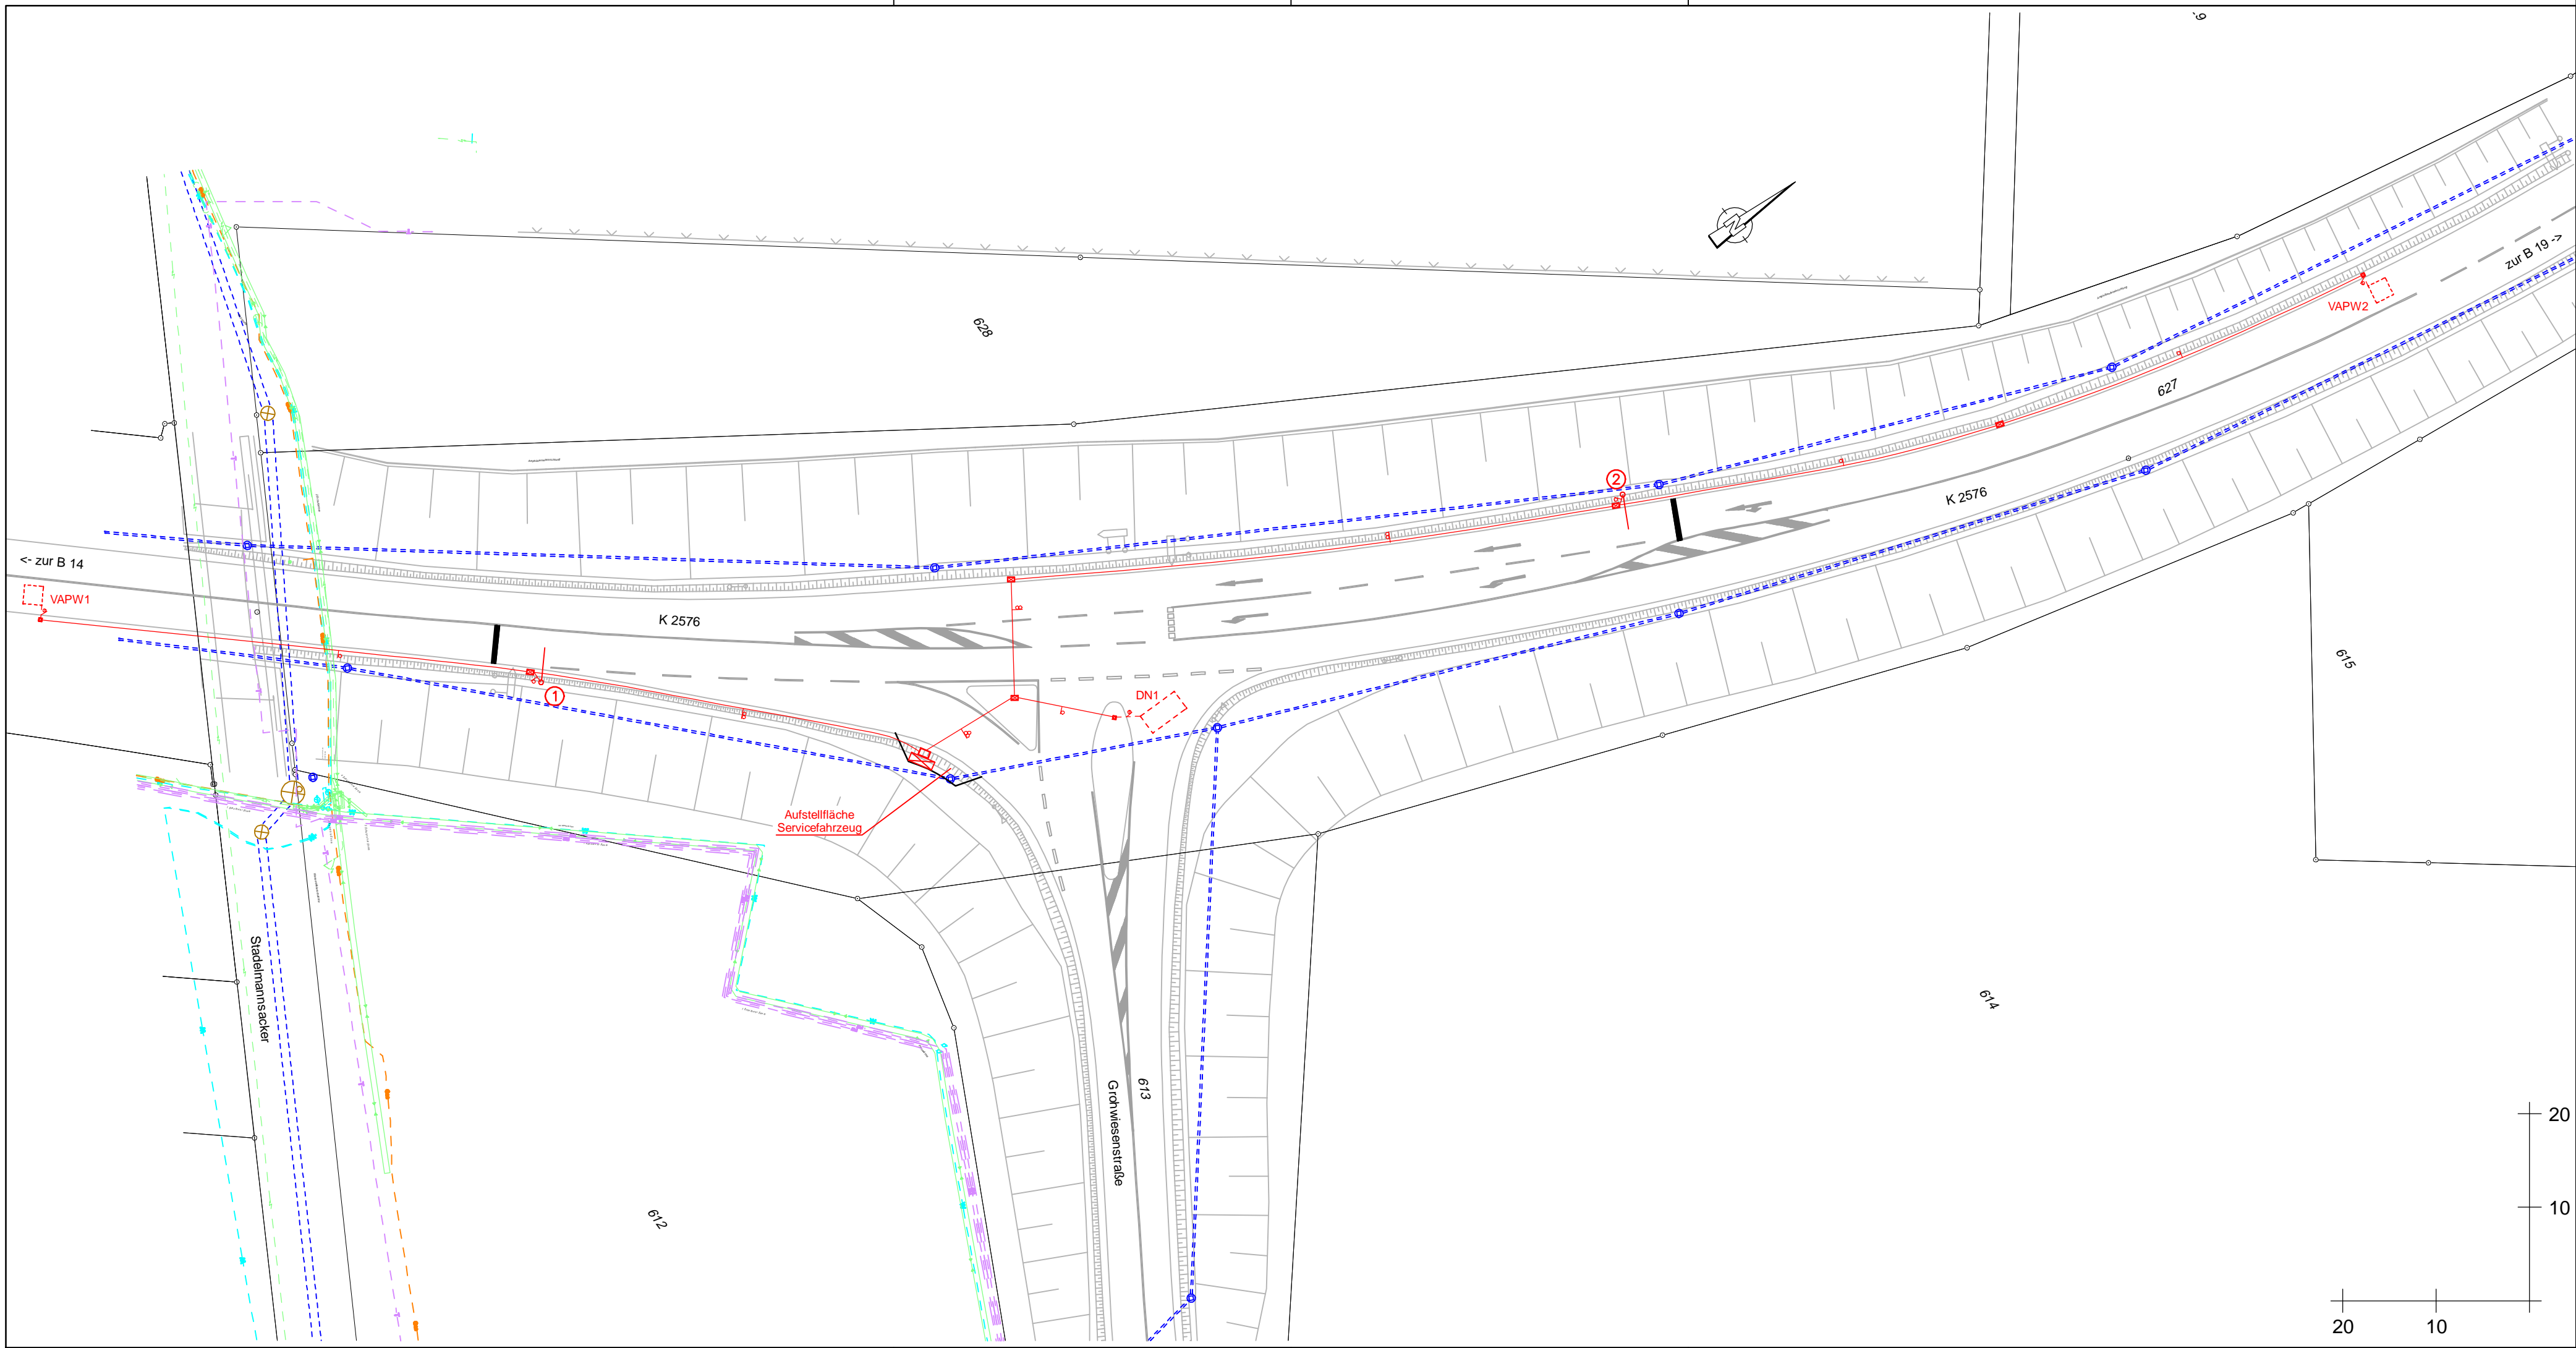 628
zur B 19 ->
VAPW2
627
2
K 2576
<- zur B 14
VAPW1
K 2576
615
1
DN1
Aufstellfläche
Servicefahrzeug
Stadelmannsacker
614
613
Grohwiesenstraße
612
20
10
20
10